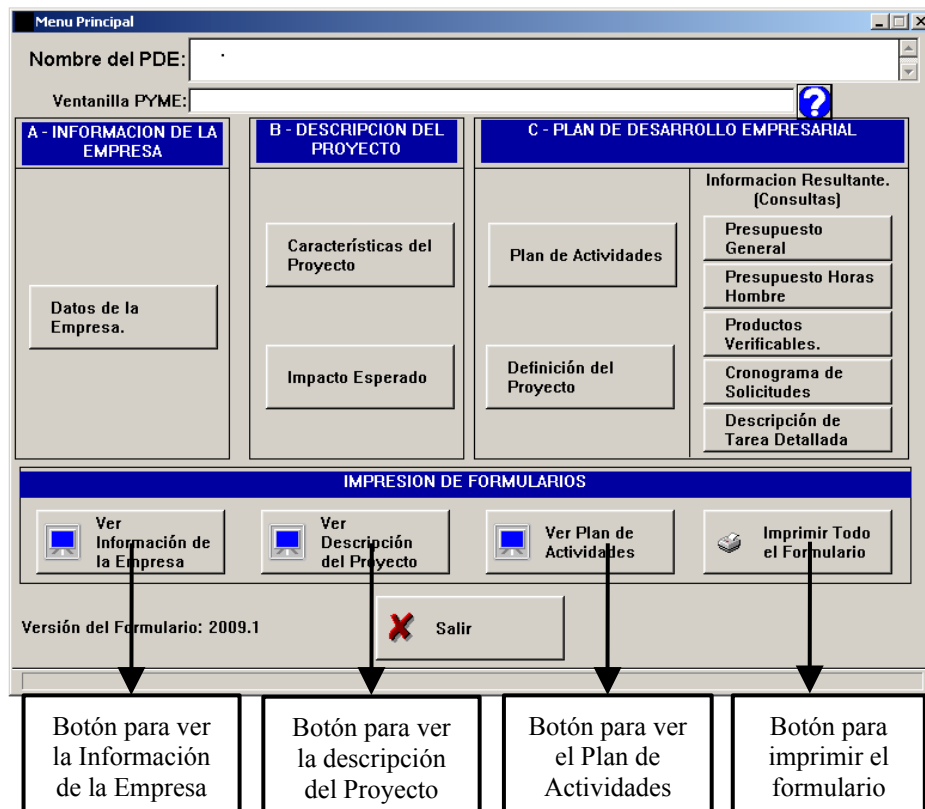 Menu Principal
Nombre del PDE:
Ventanilla PYME:
?
A - INFORMACION DE LA
EMPRESA
B - DESCRIPCION DEL
PROYECTO
C - PLAN DE DESARROLLO EMPRESARIAL
Datos de la
Empresa.
Características del
Proyecto
Impacto Esperado
Plan de Actividades
Definición del
Proyecto
Informacion Resultante.
(Consultas)
Presupuesto
General
Presupuesto Horas
Hombre
Productos
Verificables.
Cronograma de
Solicitudes
Descripción de
Tarea Detallada
IMPRESION DE FORMULARIOS
Ver
Información de
la Empresa
Ver
Descripción
del Proyecto
Ver Plan de
Actividades
Imprimir Todo
el Formulario
Versión del Formulario: 2009.1
Salir
Botón para ver
la Información
de la Empresa
Botón para ver
la descripción
del Proyecto
Botón para ver
el Plan de
Actividades
Botón para
imprimir el
formulario